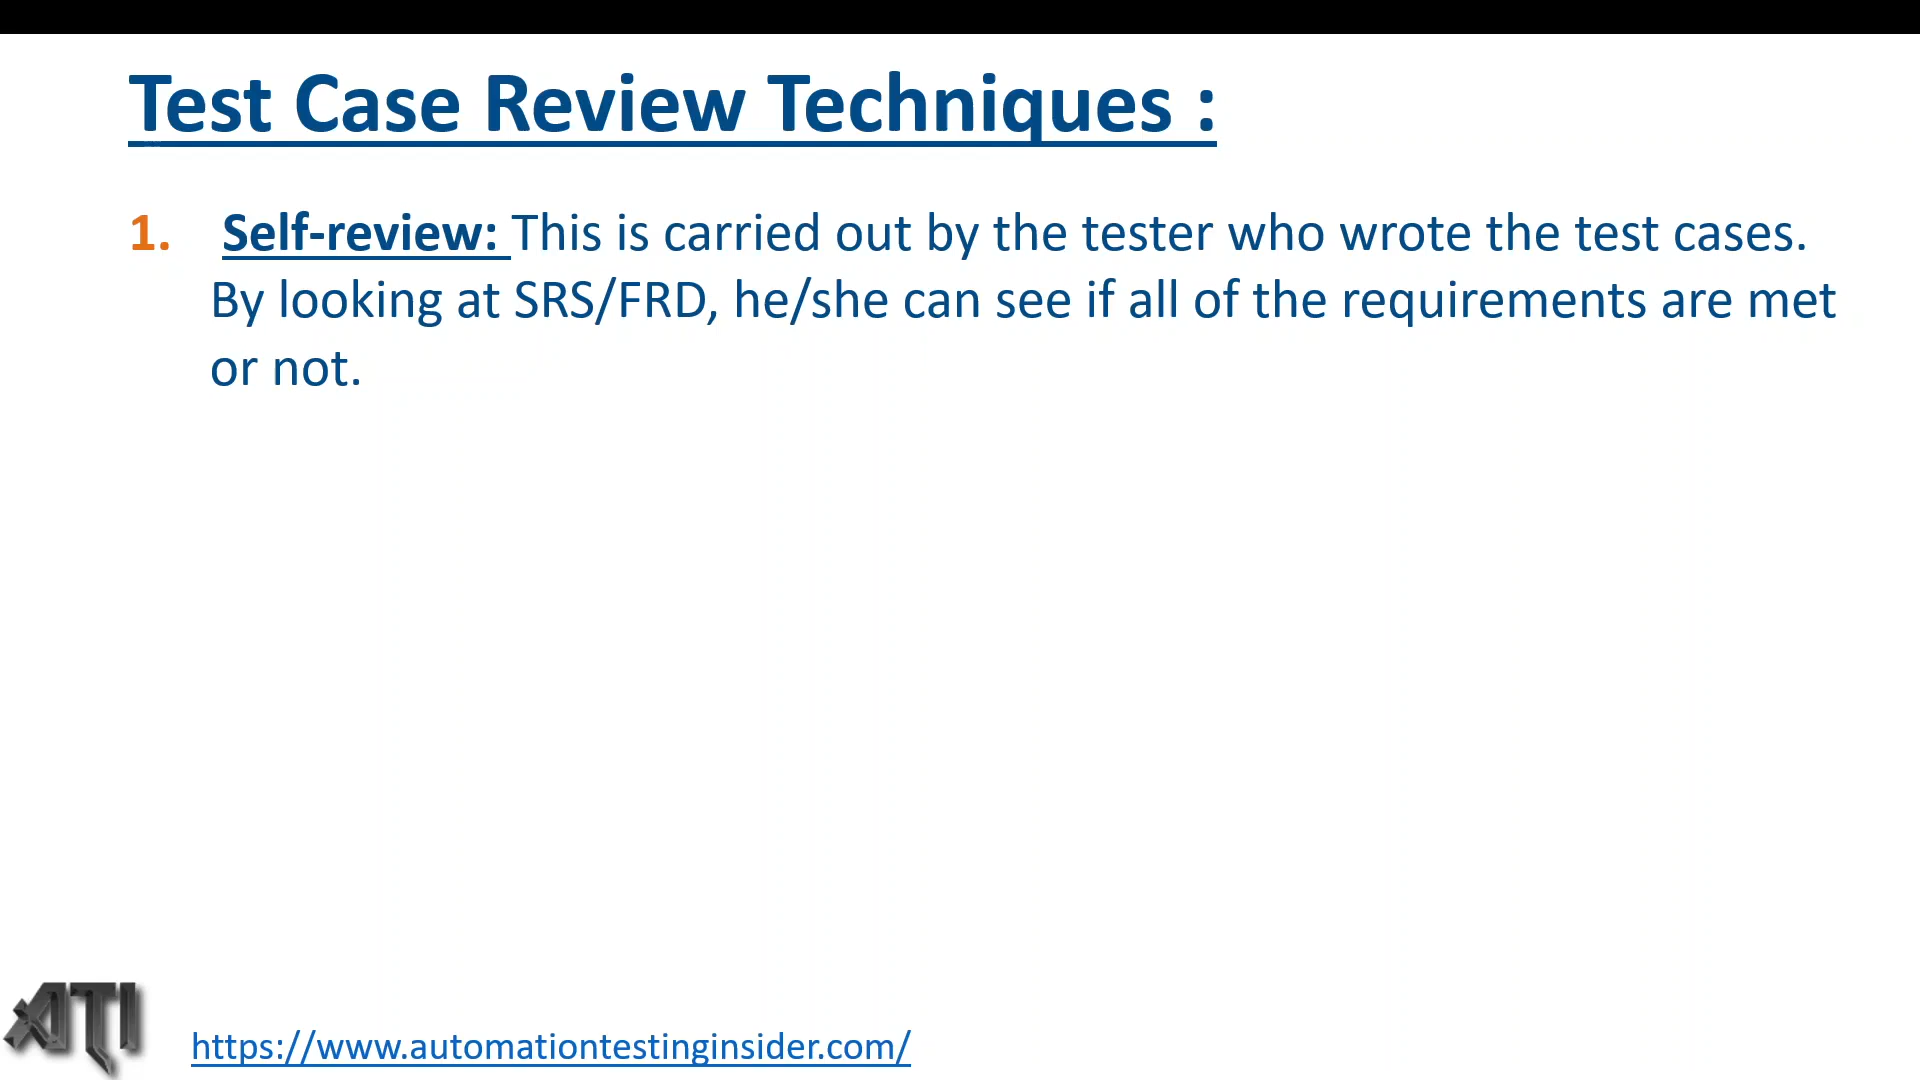 Test Case Review Techniques :
1. Self-review: This is carried out by the tester who wrote the test cases.
By looking at SRS/FRD, he/she can see if all of the requirements are met
or not.
ATI
https://www.automationtestinginsider.com/